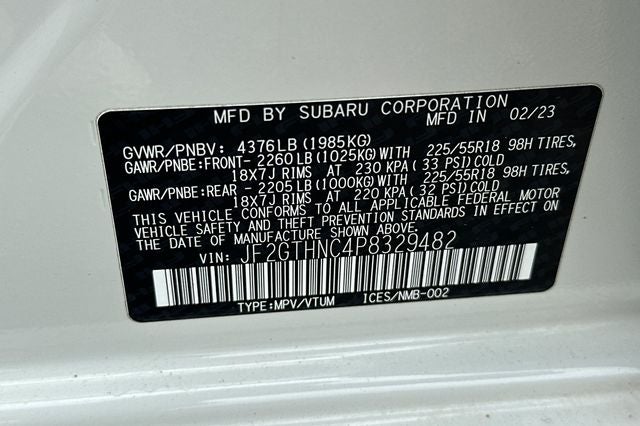 MFD BY SUBARU CORPORATION MFD IN 02/23
GVWR/PNBV: 4376LB(1985KG)
GAWR/PNBE:FRONT- 2260LB(1025KG)WITH 225/55R18 98H TIRES,
18X7J RIMS AT 230 KPA (33 PSI)COLD
GAWR/PNBE:REAR - 2205LB(1000KG)WITH 225/55R18 98H TIRES,
18X7J RIMS AT 220 KPA (32 PSI)COLD
THIS VEHICLE CONFORMS TO ALL APPLICABLE FEDERAL MOTOR
VEHICLE SAFETY AND THEFT PREVENTION STANDARDS IN EFFECT
ON THE DATE OF MANUFACTURE SHOWN ABOVE.
VIN: JF2GTHNC4P8329482
TYPE:MPV/VTUM ICES/NMB-002